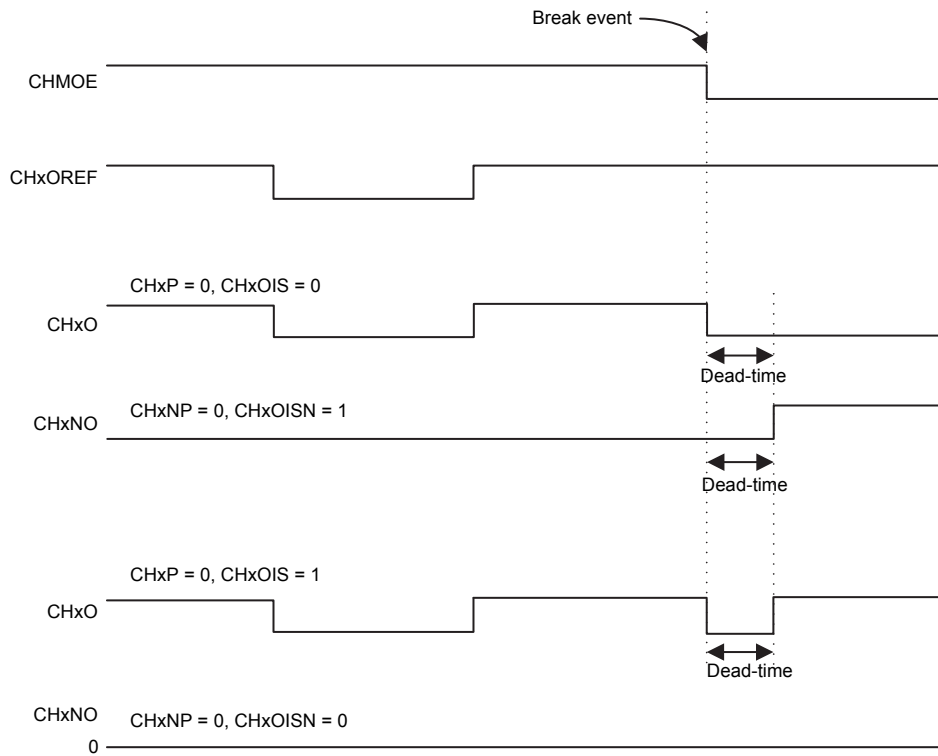 Break event
CHMOE
CHxOREF
CHxP = 0, CHxOIS = 0
CHxO
Dead-time
CHxNP = 0, CHxOISN = 1
CHxNO
Dead-time
CHxP = 0, CHxOIS = 1
CHxO
Dead-time
CHxNO
CHxNP = 0, CHxOISN = 0
0